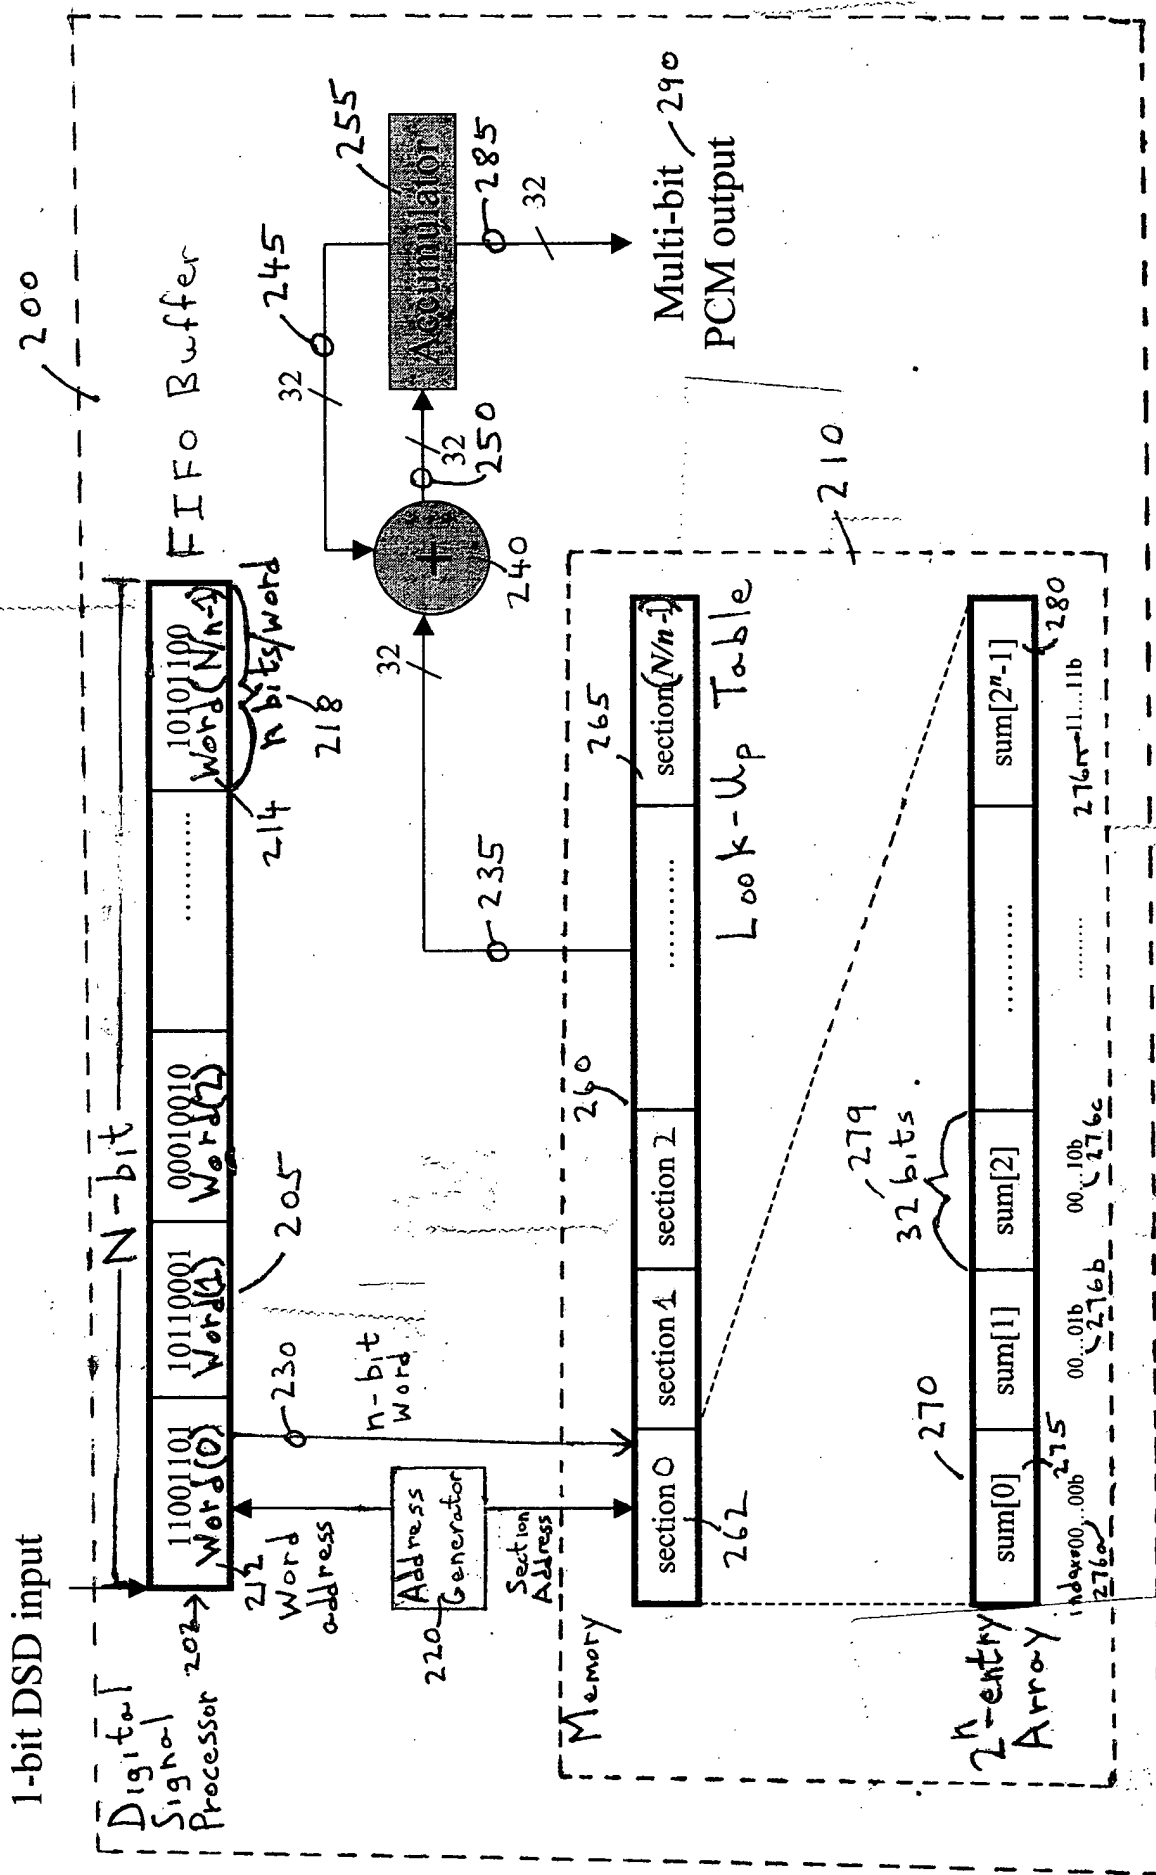 1-bit DSD input
200
Digital
Signal
Processor 202
N-bit
FIFO Buffer
11001101
Word(0)
10110001
Word(1)
00010010
Word(2)
..........
10101100
Word(N/n-1)
n bits/word
218
214
212
205
Word
address
230
n-bit
Word
220
Address
Generator
Section
Address
235
32
+
240
32
245
32
250
Accumulator
255
285
32
Multi-bit
PCM output
290
210
Memory
section 0
section 1
section 2
..........
section(N/n-1)
262
260
265
Look-Up Table
270
279
32 bits
2^n-entry
Array
sum[0]
sum[1]
sum[2]
..........
sum[2^n-1]
275
280
index=00...00b
276a
00...01b
276b
00...10b
276c
..........
276n
11...11b